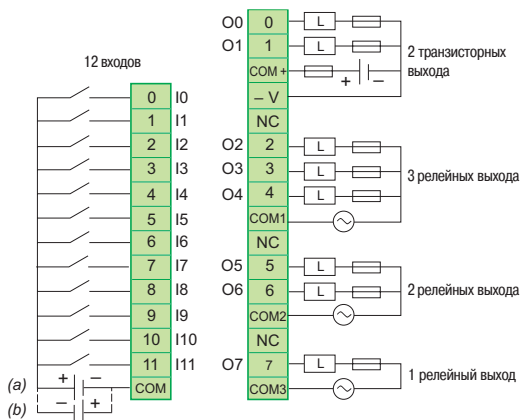 12 входов
0 I0
1 I1
2 I2
3 I3
4 I4
5 I5
6 I6
7 I7
8 I8
9 I9
10 I10
11 I11
(a) + − COM
(b) − +
O0 0 L
O1 1 L
COM + + −
– V
2 транзисторных
выхода
NC
O2 2 L
O3 3 L
O4 4 L
COM1
3 релейных выхода
NC
O5 5 L
O6 6 L
COM2
2 релейных выхода
NC
O7 7 L
COM3
1 релейный выход